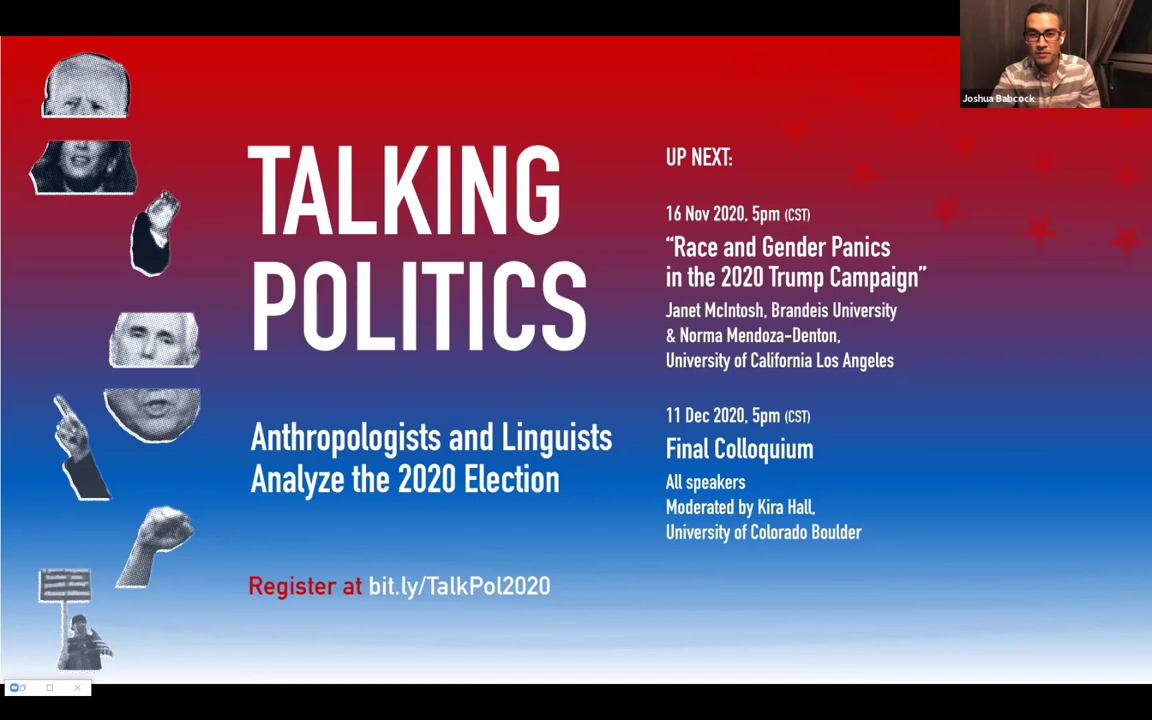 Joshua Babcock
TALKING
POLITICS
Anthropologists and Linguists
Analyze the 2020 Election
Register at bit.ly/TalkPol2020
UP NEXT:
16 Nov 2020, 5pm (CST)
“Race and Gender Panics
in the 2020 Trump Campaign”
Janet McIntosh, Brandeis University
& Norma Mendoza-Denton,
University of California Los Angeles
11 Dec 2020, 5pm (CST)
Final Colloquium
All speakers
Moderated by Kira Hall,
University of Colorado Boulder